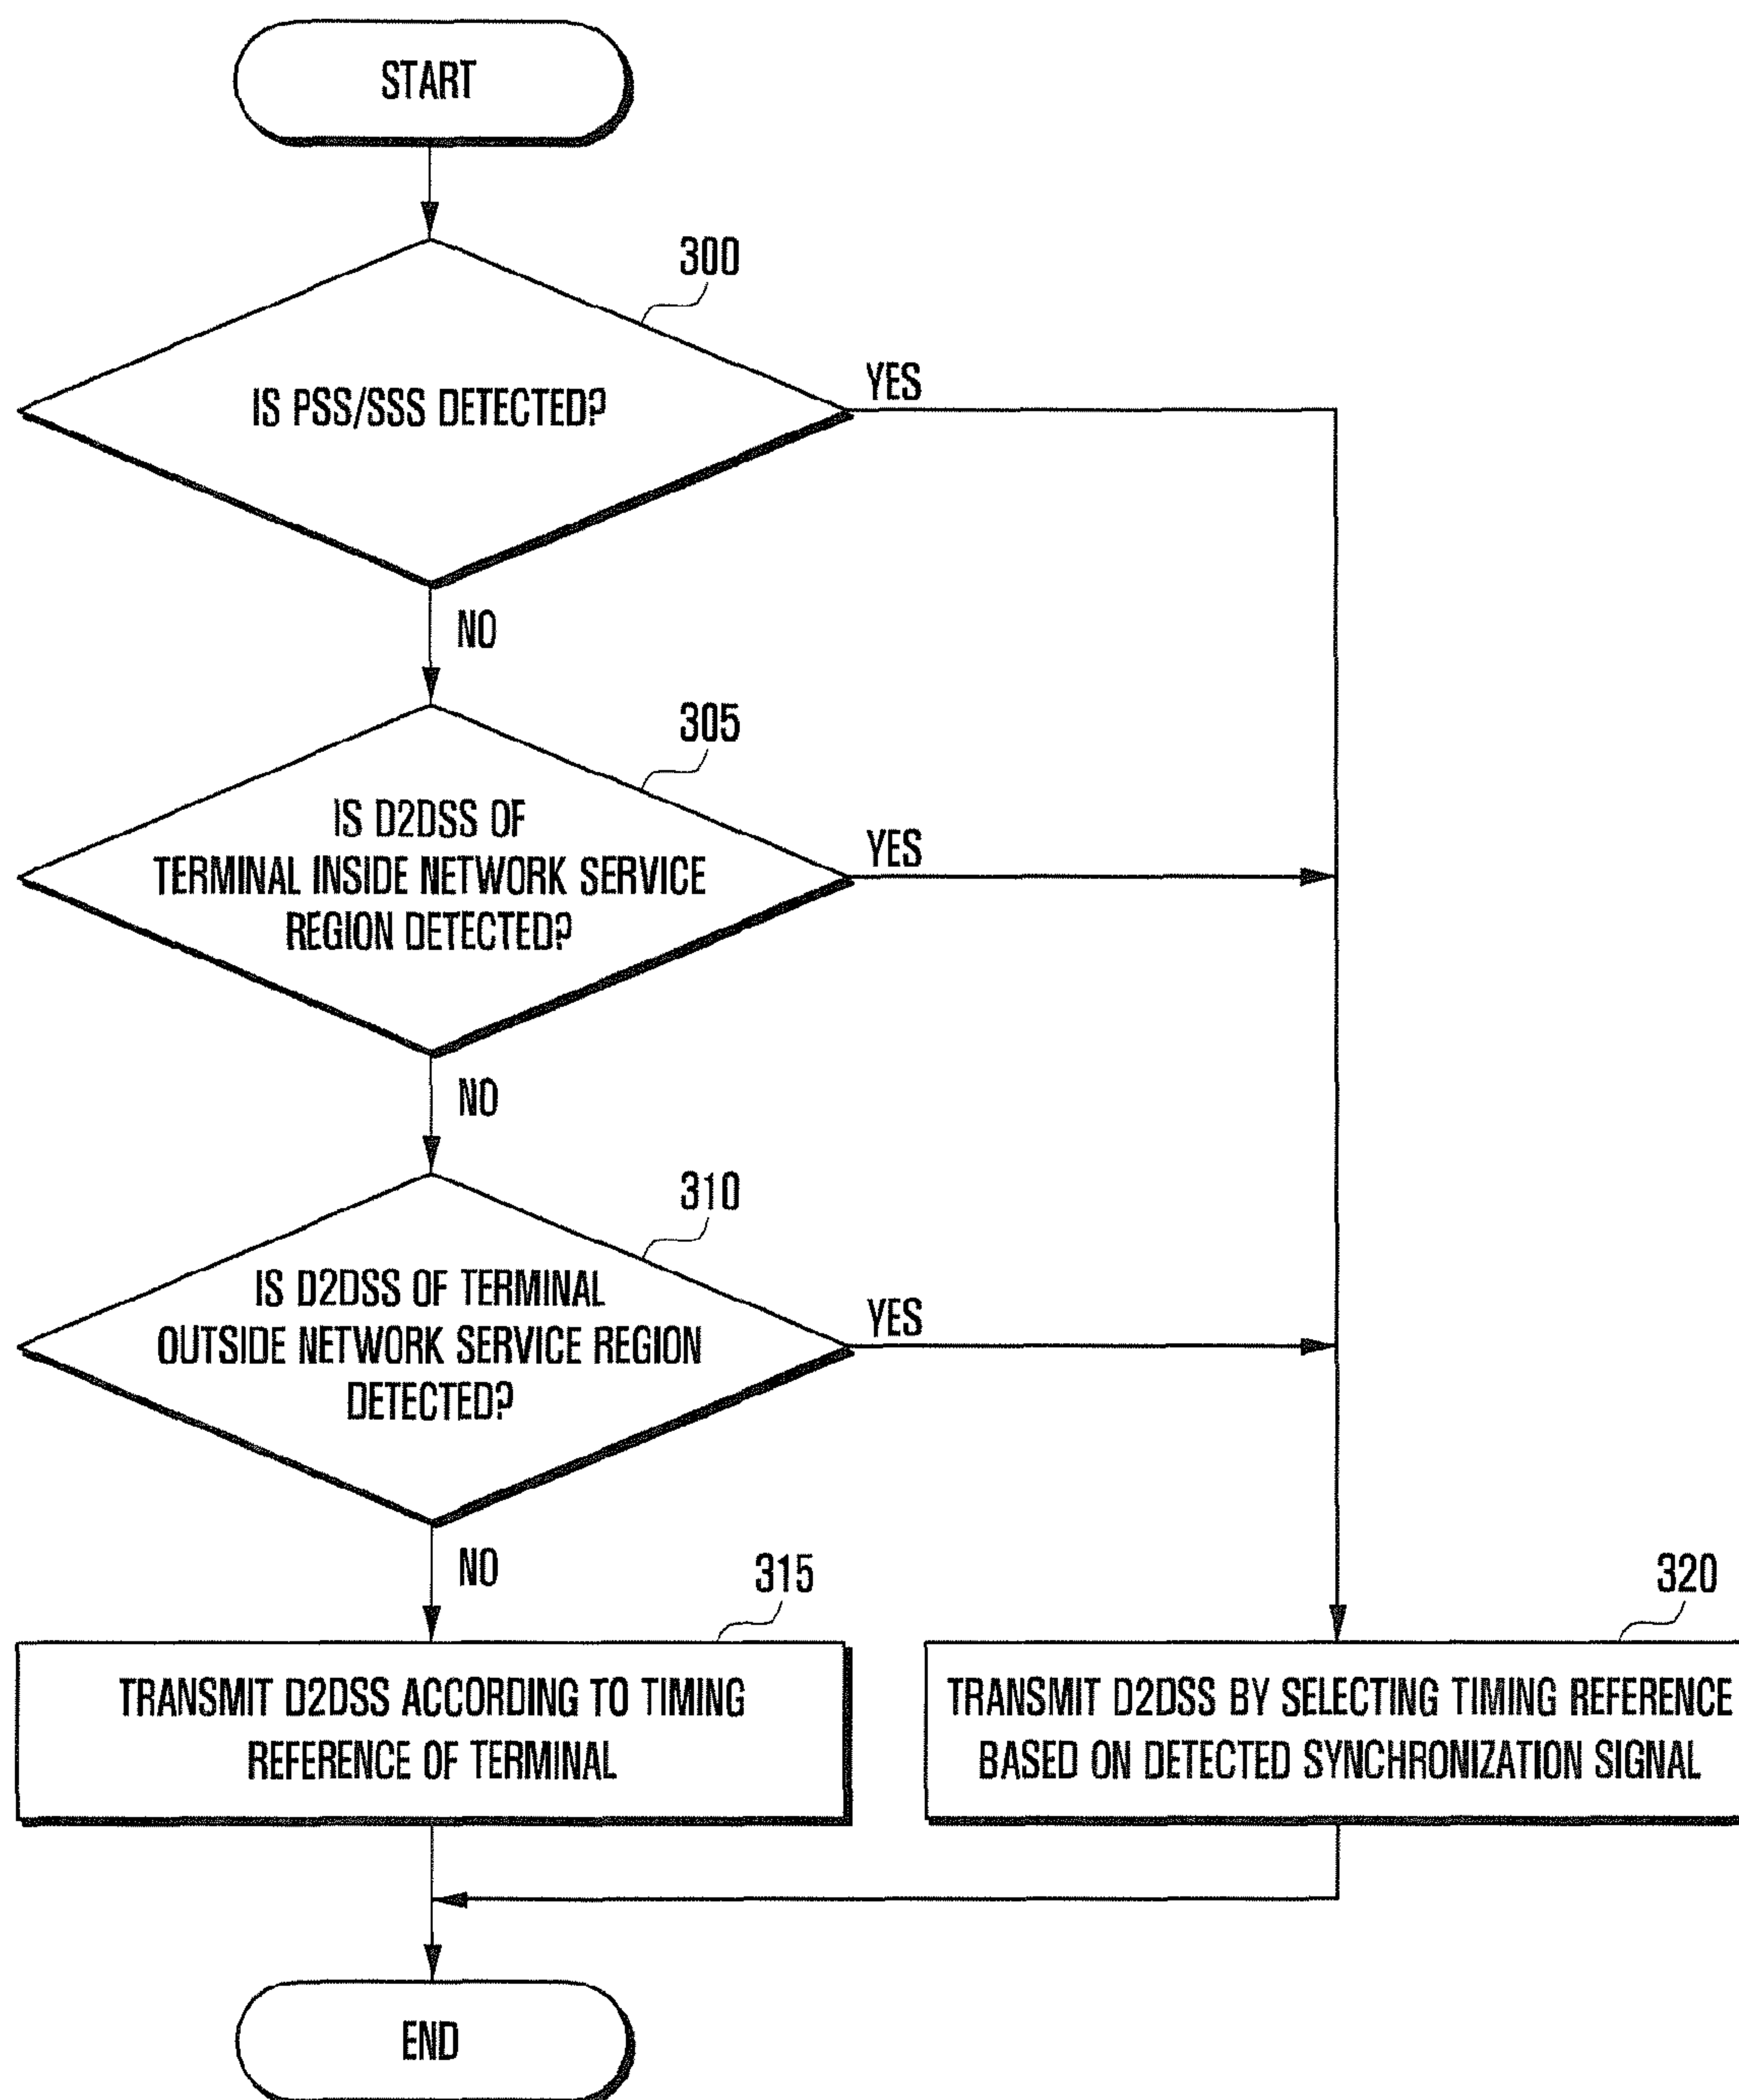 START
300
IS PSS/SSS DETECTED?
YES
NO
305
IS D2DSS OF
TERMINAL INSIDE NETWORK SERVICE
REGION DETECTED?
YES
NO
310
IS D2DSS OF TERMINAL
OUTSIDE NETWORK SERVICE REGION
DETECTED?
YES
NO
315
TRANSMIT D2DSS ACCORDING TO TIMING
REFERENCE OF TERMINAL
320
TRANSMIT D2DSS BY SELECTING TIMING REFERENCE
BASED ON DETECTED SYNCHRONIZATION SIGNAL
END